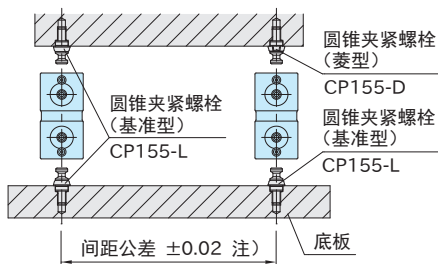 圆锥夹紧螺栓
（菱型）
CP155-D
圆锥夹紧螺栓
（基准型）
CP155-L
圆锥夹紧螺栓
（基准型）
CP155-L
间距公差 ±0.02 注）
底板